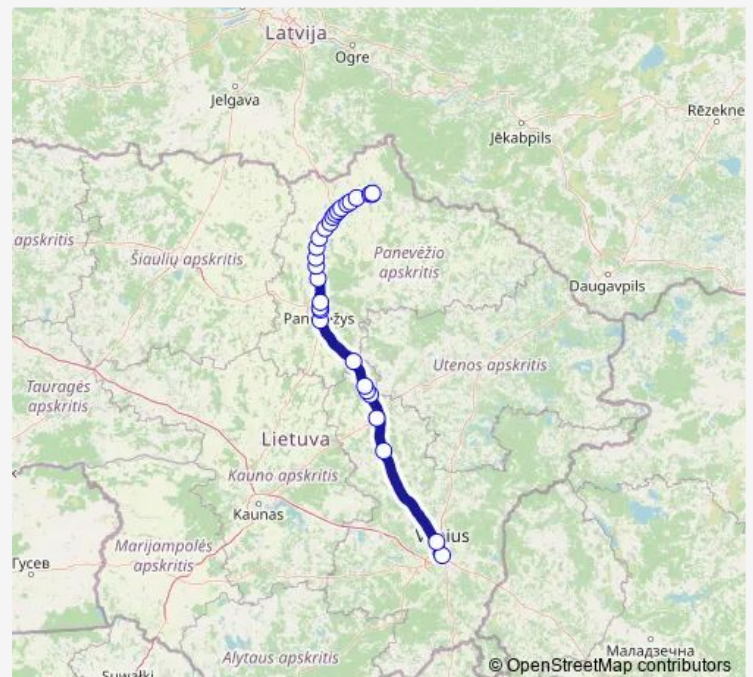 Latvija
Ogre
Jelgava
Rēzekne
Jēkabpils
apskritis
Šiaulių apskritis
Panevėžio
apskritis
Daugavpils
Utenos apskritis
Tauragės
apskritis
Lietuva
Kauno apskritis
Kaunas
Marijampolės
apskritis
Гусев
Маладзечна
Alytaus apskritis
Suwałki
© OpenStreetMap contributors